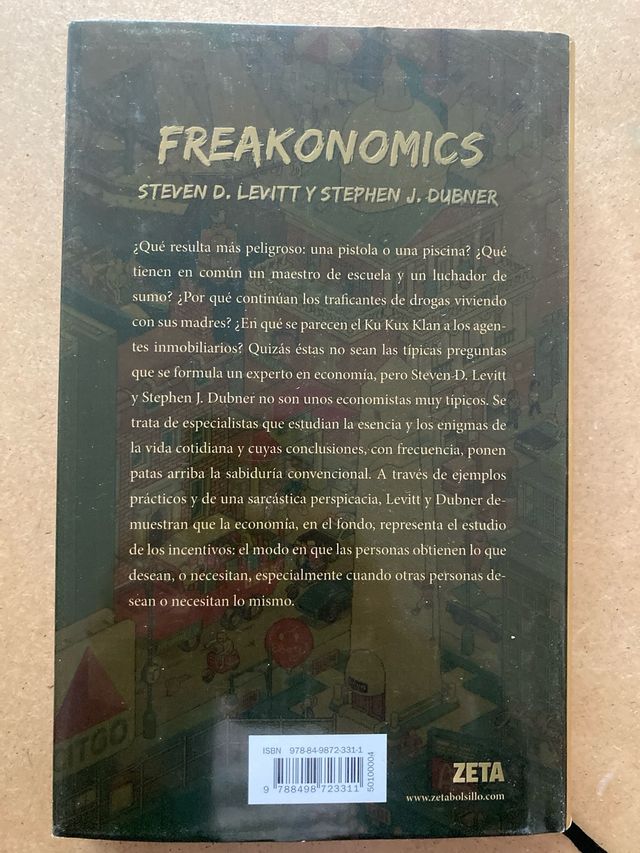 FREAKONOMICS
STEVEN D. LEVITT Y STEPHEN J. DUBNER
¿Qué resulta más peligroso: una pistola o una piscina? ¿Qué
tienen en común un maestro de escuela y un luchador de
sumo? ¿Por qué continúan los traficantes de drogas viviendo
con sus madres? ¿En qué se parecen el Ku Kux Klan a los agen-
tes inmobiliarios? Quizás éstas no sean las típicas preguntas
que se formula un experto en economía, pero Steven D. Levitt
y Stephen J. Dubner no son unos economistas muy típicos. Se
trata de especialistas que estudian la esencia y los enigmas de
la vida cotidiana y cuyas conclusiones, con frecuencia, ponen
patas arriba la sabiduría convencional. A través de ejemplos
prácticos y de una sarcástica perspicacia, Levitt y Dubner de-
muestran que la economía, en el fondo, representa el estudio
de los incentivos: el modo en que las personas obtienen lo que
desean, o necesitan, especialmente cuando otras personas de-
sean o necesitan lo mismo.
CITGO
ISBN 978-84-9872-331-1
9 788498 723311
50100004
ZETA
www.zetabolsillo.com